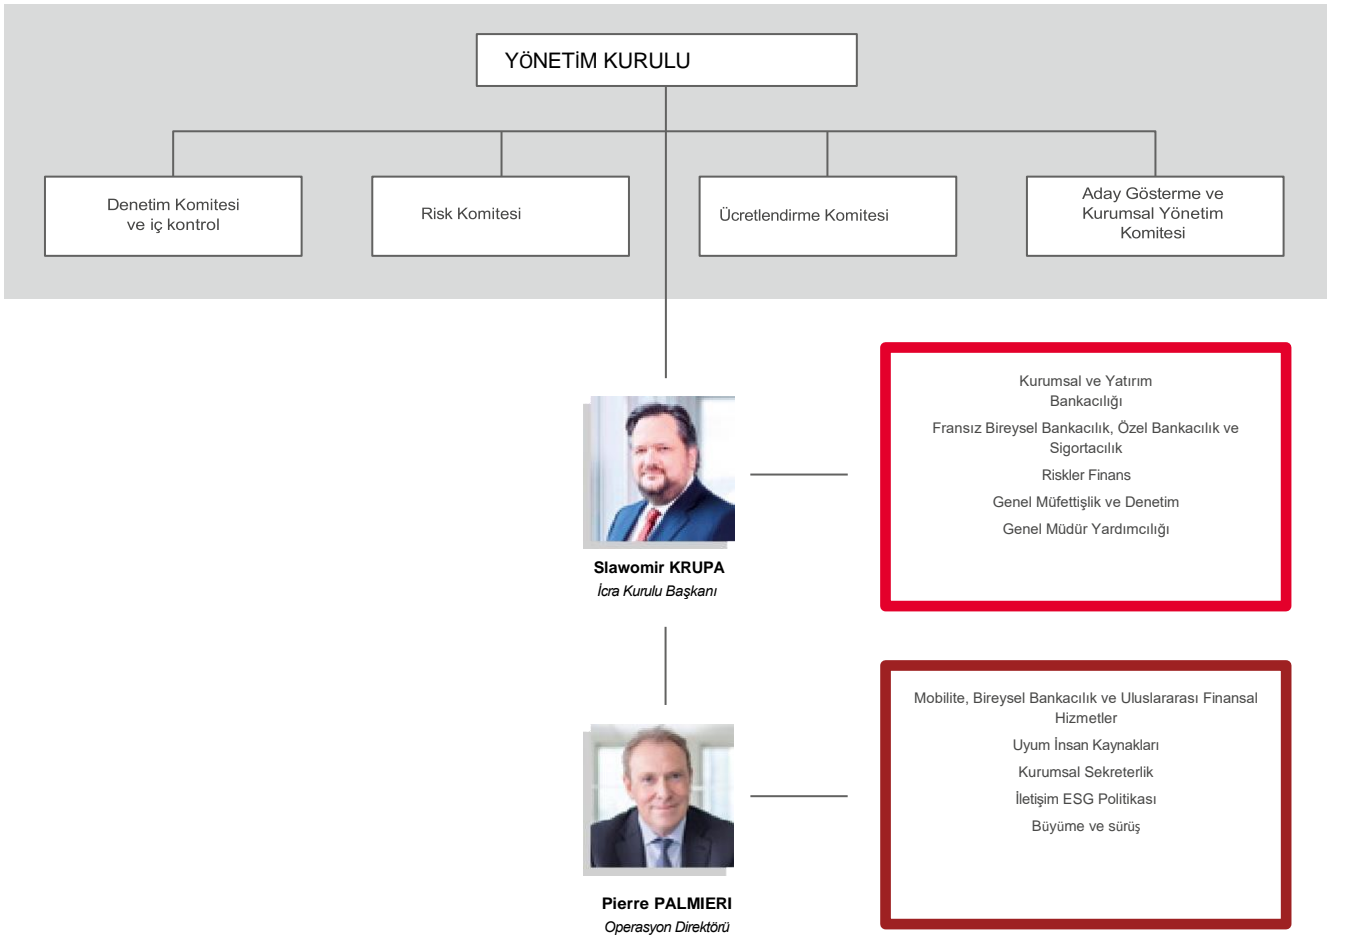 YÖNETİM KURULU
Denetim Komitesi
ve iç kontrol
Risk Komitesi
Ücretlendirme Komitesi
Aday Gösterme ve
Kurumsal Yönetim
Komitesi
Kurumsal ve Yatırım
Bankacılığı
Fransız Bireysel Bankacılık, Özel Bankacılık ve
Sigortacılık
Riskler Finans
Genel Müfettişlik ve Denetim
Genel Müdür Yardımcılığı
Slawomir KRUPA
İcra Kurulu Başkanı
Mobilite, Bireysel Bankacılık ve Uluslararası Finansal
Hizmetler
Uyum İnsan Kaynakları
Kurumsal Sekreterlik
İletişim ESG Politikası
Büyüme ve sürüş
Pierre PALMIERI
Operasyon Direktörü